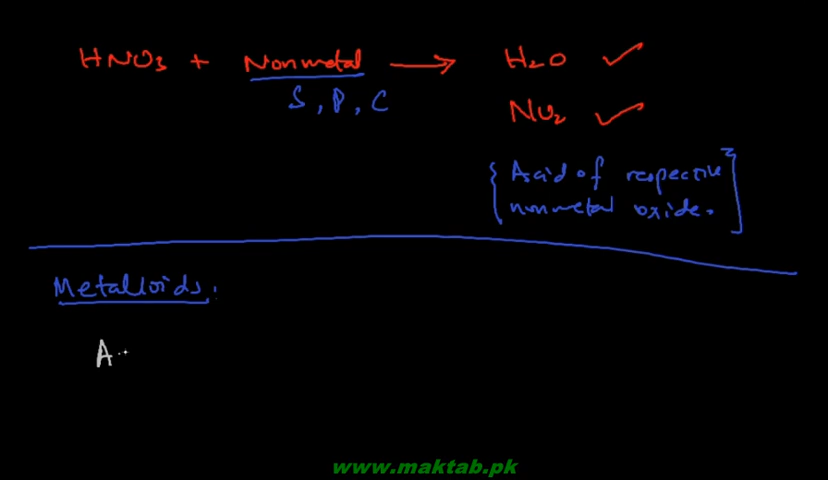 HNO3 + Nonmetal → H2O ✓
S, P, C
NO2 ✓
{Acid of respective
nonmetal oxide.}
Metalloids:
A
www.maktab.pk